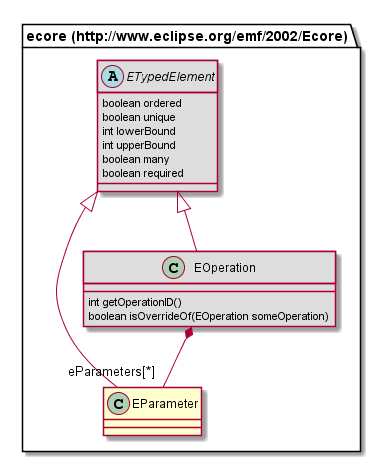 ecore (http://www.eclipse.org/emf/2002/Ecore)
A ETypedElement
boolean ordered
boolean unique
int lowerBound
int upperBound
boolean many
boolean required
C EOperation
int getOperationID()
boolean isOverrideOf(EOperation someOperation)
eParameters[*]
C EParameter